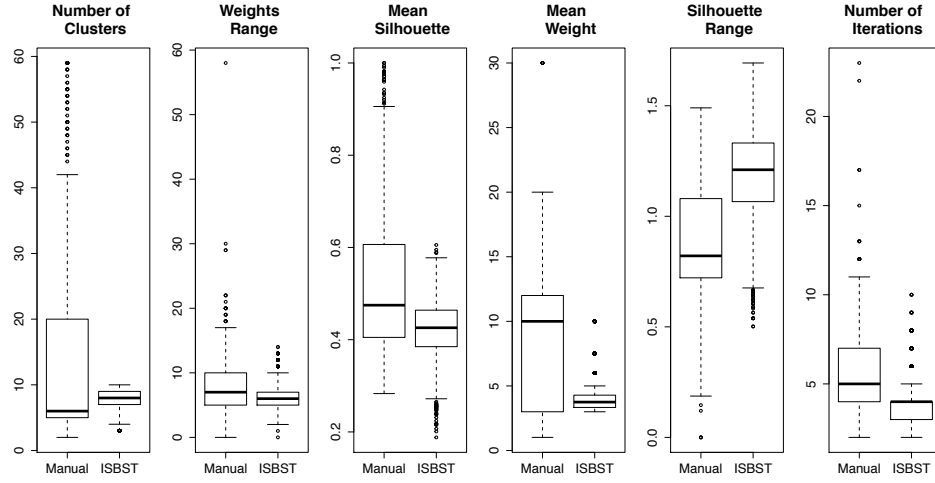 Number of
Clusters
0 10 20 30 40 50 60
Manual ISBST
Weights
Range
0 10 20 30 40 50 60
Manual ISBST
Mean
Silhouette
0.2 0.4 0.6 0.8 1.0
Manual ISBST
Mean
Weight
0 5 10 15 20 25 30
Manual ISBST
Silhouette
Range
0.0 0.5 1.0 1.5
Manual ISBST
Number of
Iterations
5 10 15 20
Manual ISBST